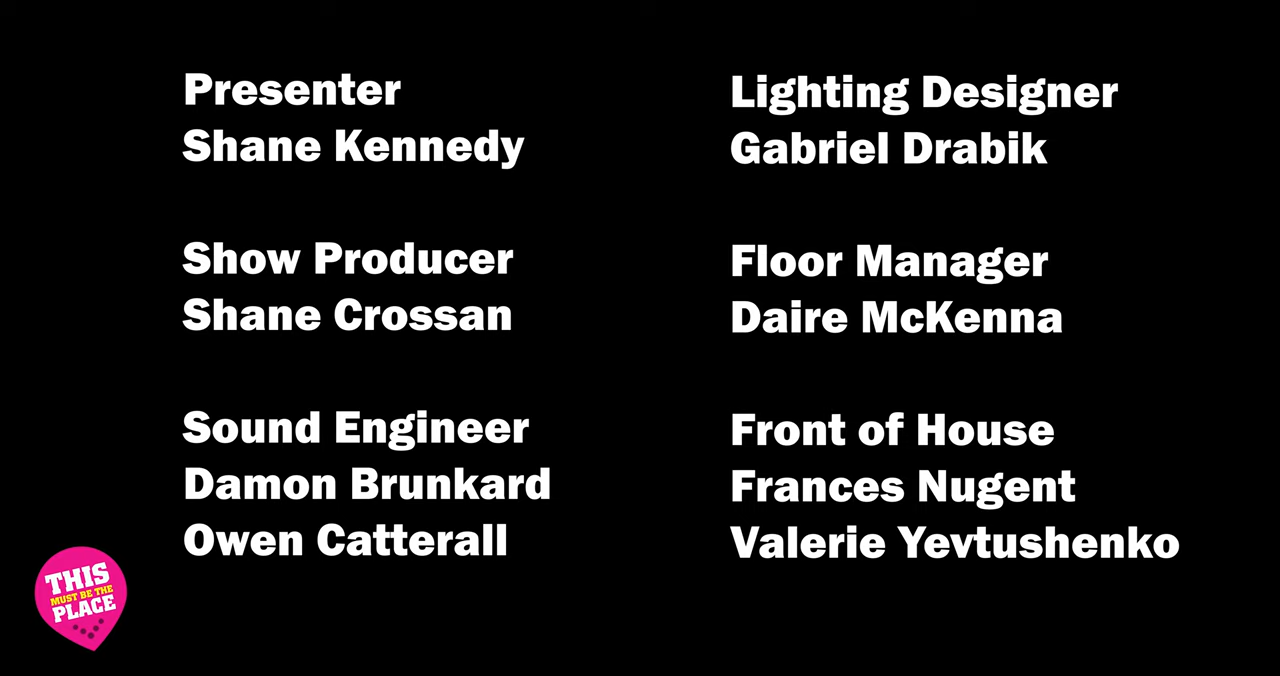 Presenter
Shane Kennedy
Show Producer
Shane Crossan
Sound Engineer
Damon Brunkard
Owen Catterall
Lighting Designer
Gabriel Drabik
Floor Manager
Daire McKenna
Front of House
Frances Nugent
Valerie Yevtushenko
THIS
MUST BE THE
PLACE